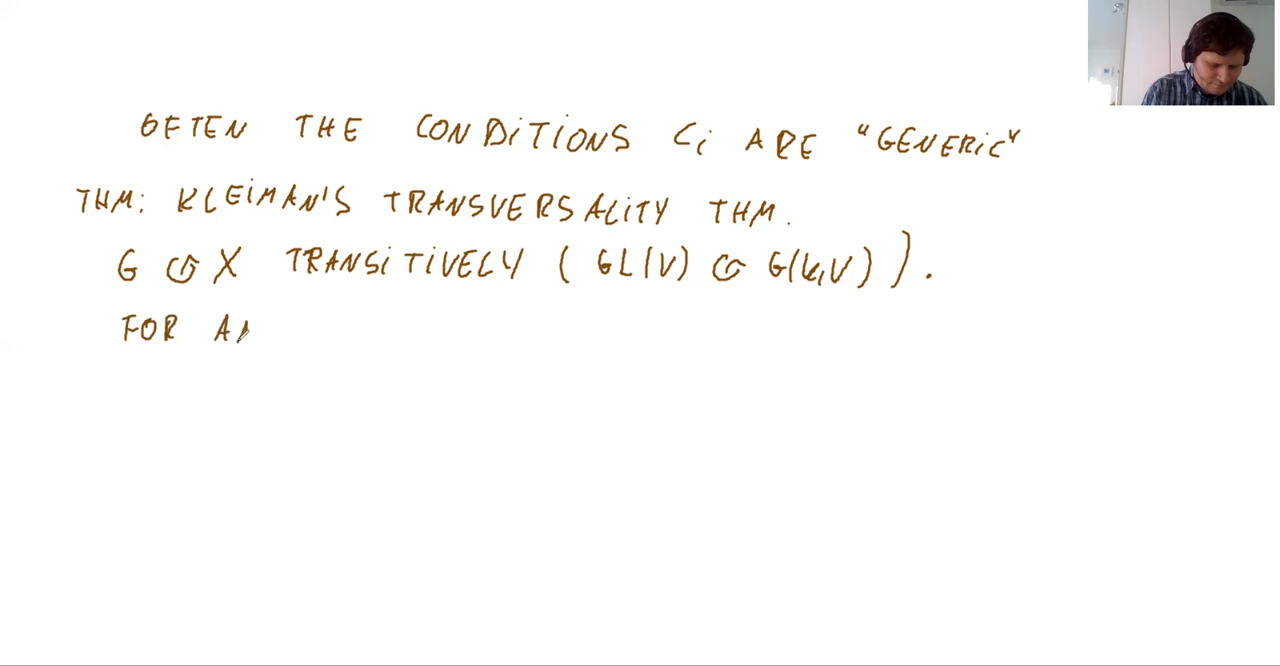 OFTEN THE CONDITIONS Ci ARE "GENERIC"
THM: KLEIMAN'S TRANSVERSALITY THM.
G ↺ X TRANSITIVELY (GL(V) ↺ G(k,V)).
FOR